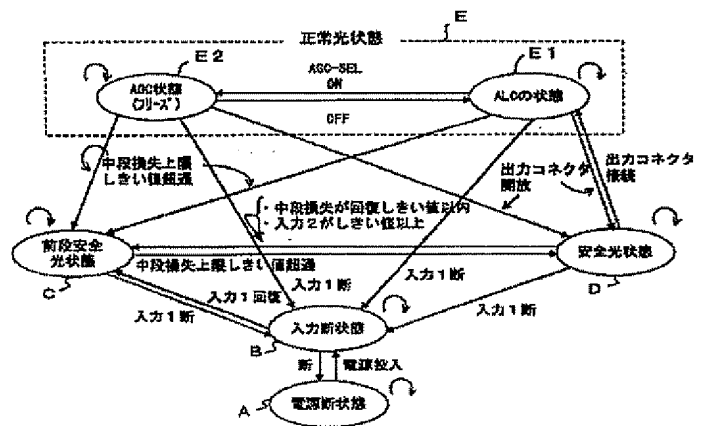 E
正常光状態
E2
E1
AGC-SEL
ON
AGC状態
(フリーズ)
ALCの状態
OFF
中段損失上限
しきい値超過
出力コネクタ
接続
出力コネクタ
開放
・中段損失が回復しきい値以内
・入力2がしきい値以上
前段安全
光状態
中段損失上限しきい値超過
安全光状態
C
D
入力1回復
入力1断
入力1断
入力1断
入力1断
入力断状態
B
断
電源投入
A
電源断状態